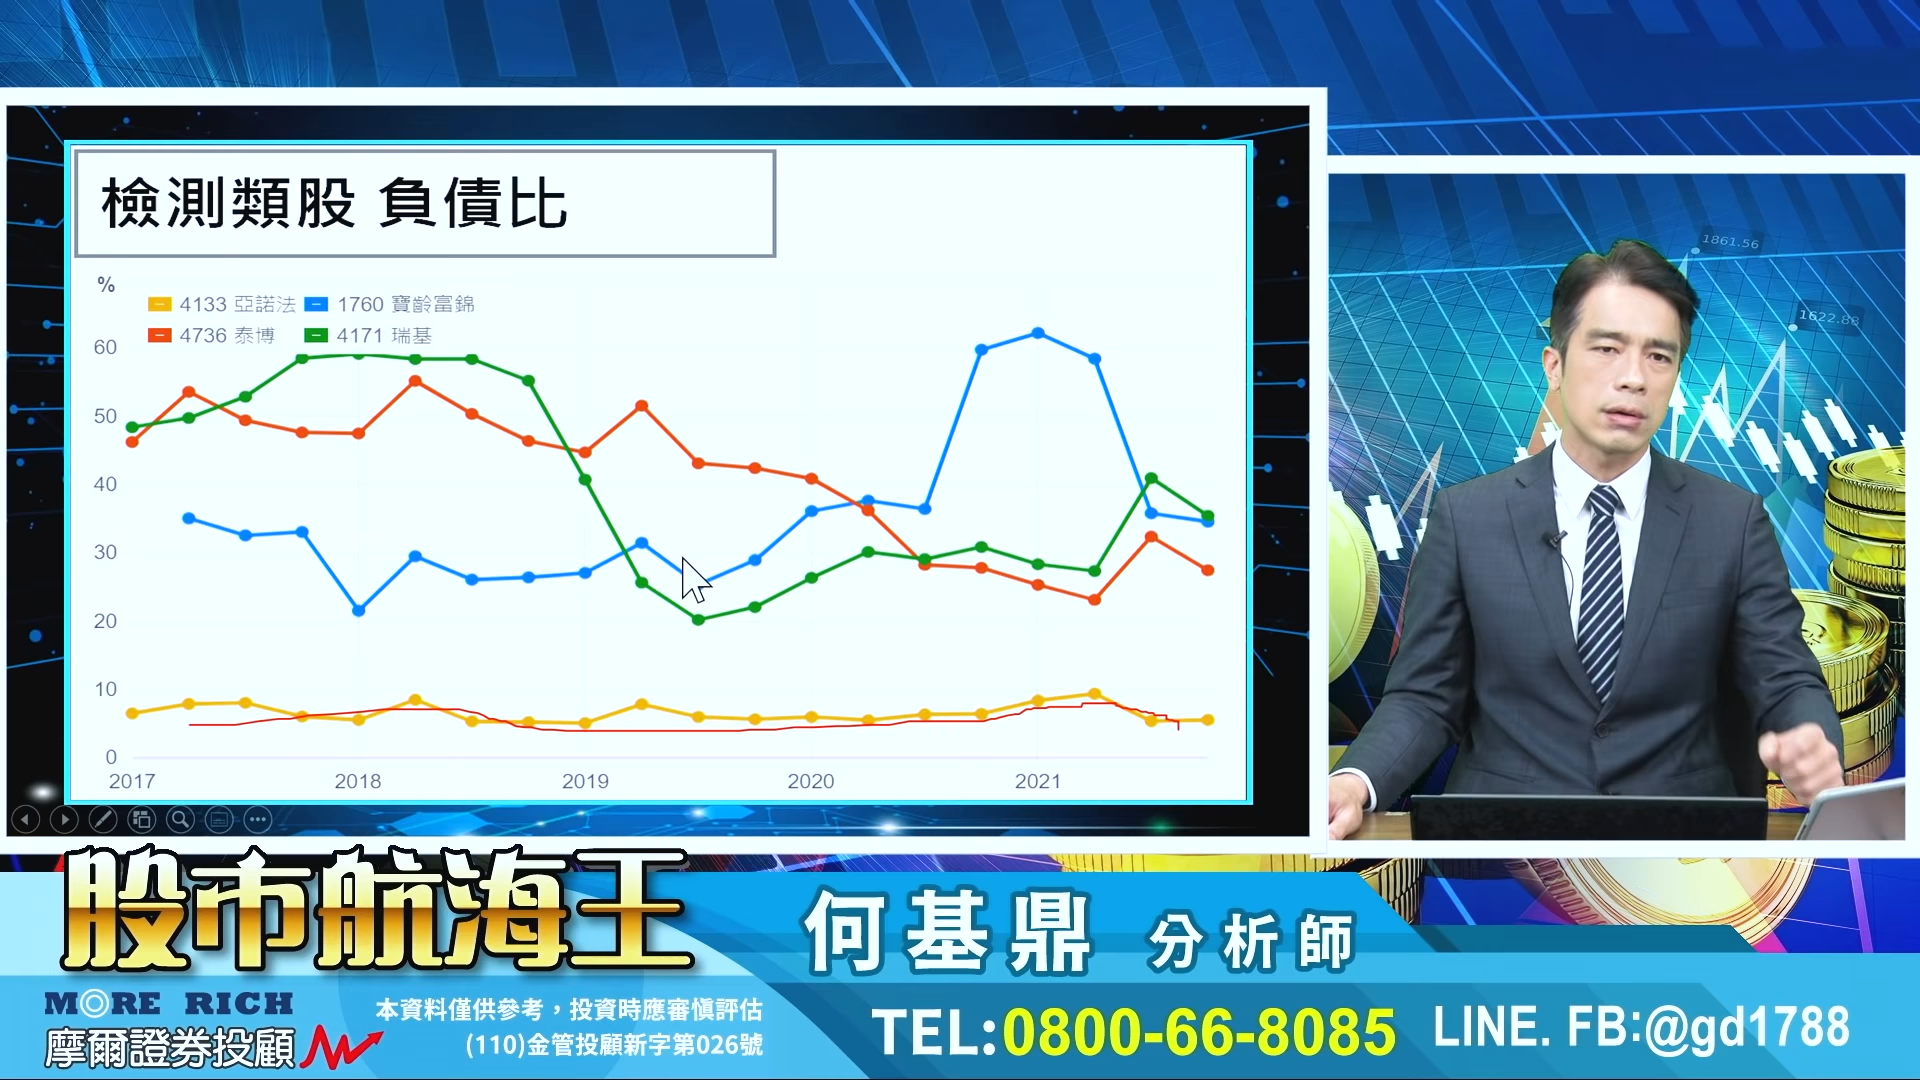 檢測類股 負債比
%
4133 亞諾法 1760 寶齡富錦
4736 泰博 4171 瑞基
60
50
40
30
20
10
0
2017 2018 2019 2020 2021
1861.56
1622.88
股市航海王
何基鼎 分析師
MORE RICH
摩爾證券投顧
本資料僅供參考，投資時應審慎評估
(110)金管投顧新字第026號
TEL:0800-66-8085
LINE. FB:@gd1788